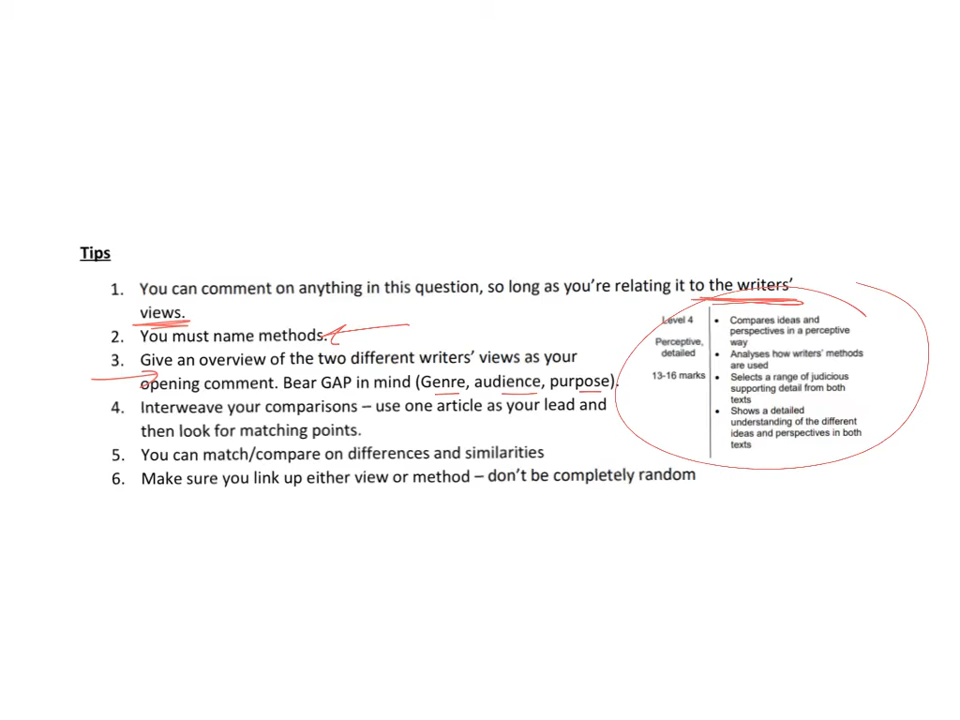 Tips
1. You can comment on anything in this question, so long as you're relating it to the writers'
views.
2. You must name methods.
3. Give an overview of the two different writers' views as your
opening comment. Bear GAP in mind (Genre, audience, purpose).
4. Interweave your comparisons – use one article as your lead and
then look for matching points.
5. You can match/compare on differences and similarities
6. Make sure you link up either view or method – don't be completely random
Level 4
Perceptive,
detailed
13-16 marks
• Compares ideas and
perspectives in a perceptive
way
• Analyses how writers' methods
are used
• Selects a range of judicious
supporting detail from both
texts
• Shows a detailed
understanding of the different
ideas and perspectives in both
texts